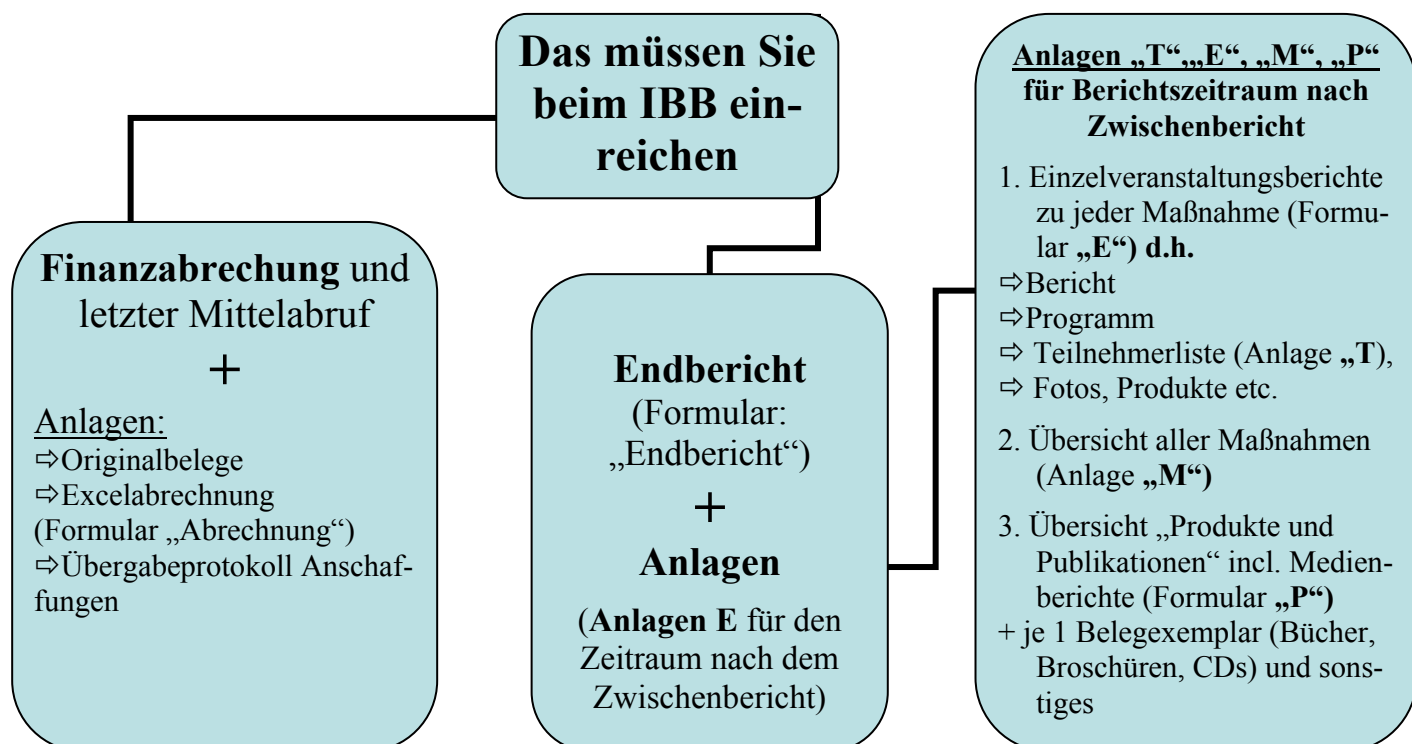 Das müssen Sie
beim IBB ein-
reichen
Finanzabrechung und
letzter Mittelabruf
+
Anlagen:
⇨Originalbelege
⇨Excelabrechnung
(Formular „Abrechnung“)
⇨Übergabeprotokoll Anschaf-
fungen
Endbericht
(Formular:
„Endbericht“)
+
Anlagen
(Anlagen E für den
Zeitraum nach dem
Zwischenbericht)
Anlagen „T“„„E“, „M“, „P“
für Berichtszeitraum nach
Zwischenbericht
1. Einzelveranstaltungsberichte
zu jeder Maßnahme (Formu-
lar „E“) d.h.
⇨Bericht
⇨Programm
⇨ Teilnehmerliste (Anlage „T),
⇨ Fotos, Produkte etc.
2. Übersicht aller Maßnahmen
(Anlage „M“)
3. Übersicht „Produkte und
Publikationen“ incl. Medien-
berichte (Formular „P“)
+ je 1 Belegexemplar (Bücher,
Broschüren, CDs) und sons-
tiges